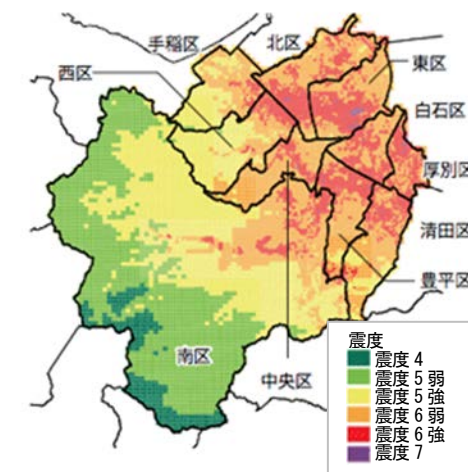 手稲区
北区
東区
西区
白石区
厚別区
清田区
豊平区
南区
中央区
震度
震度4
震度5弱
震度5強
震度6弱
震度6強
震度7